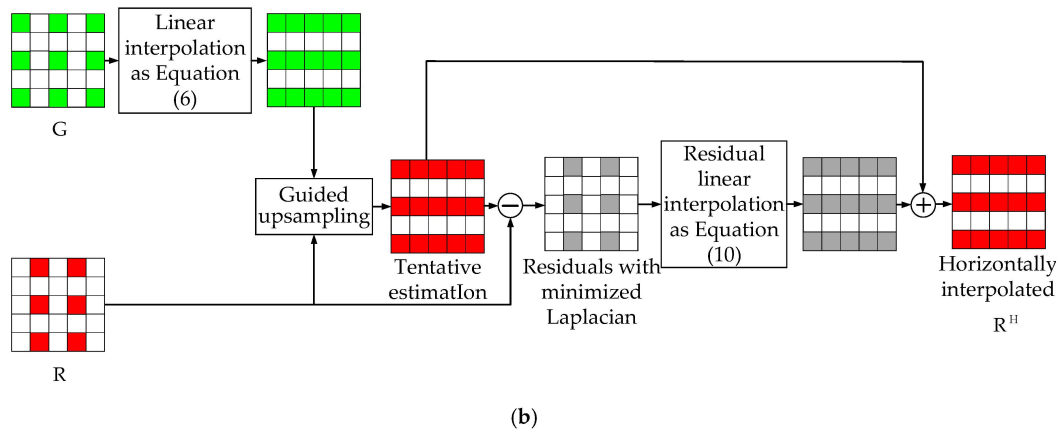 G
Linear
interpolation
as Equation
(6)
Guided
upsampling
R
Tentative
estimatIon
−
Residuals with
minimized
Laplacian
Residual
linear
interpolation
as Equation
(10)
+
Horizontally
interpolated
R^H
(b)